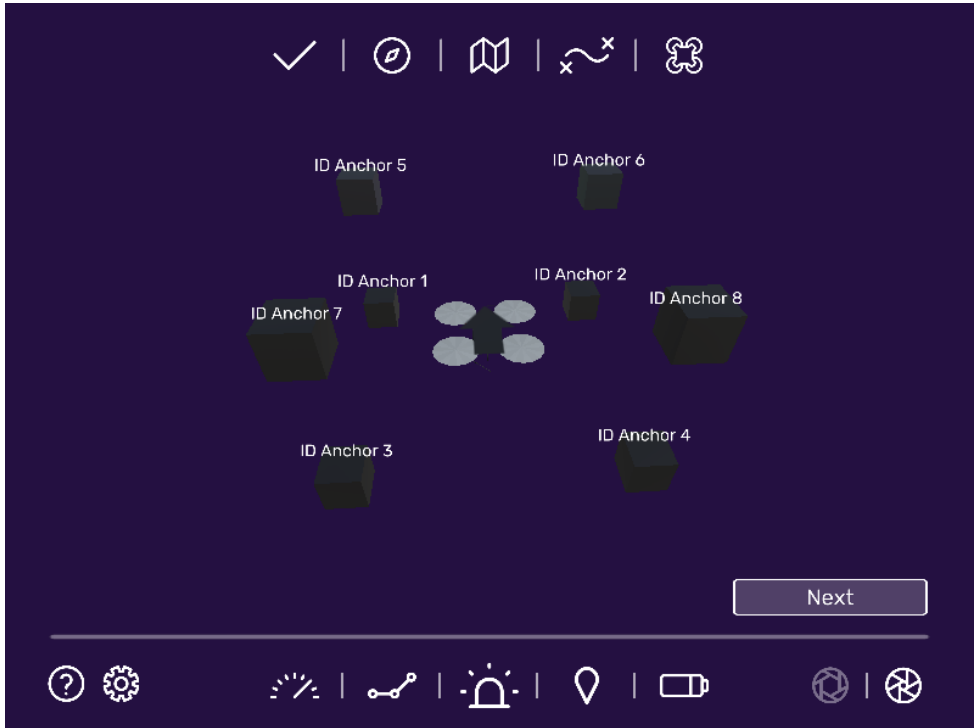 ID Anchor 5
ID Anchor 6
ID Anchor 1
ID Anchor 2
ID Anchor 7
ID Anchor 8
ID Anchor 3
ID Anchor 4
Next
?